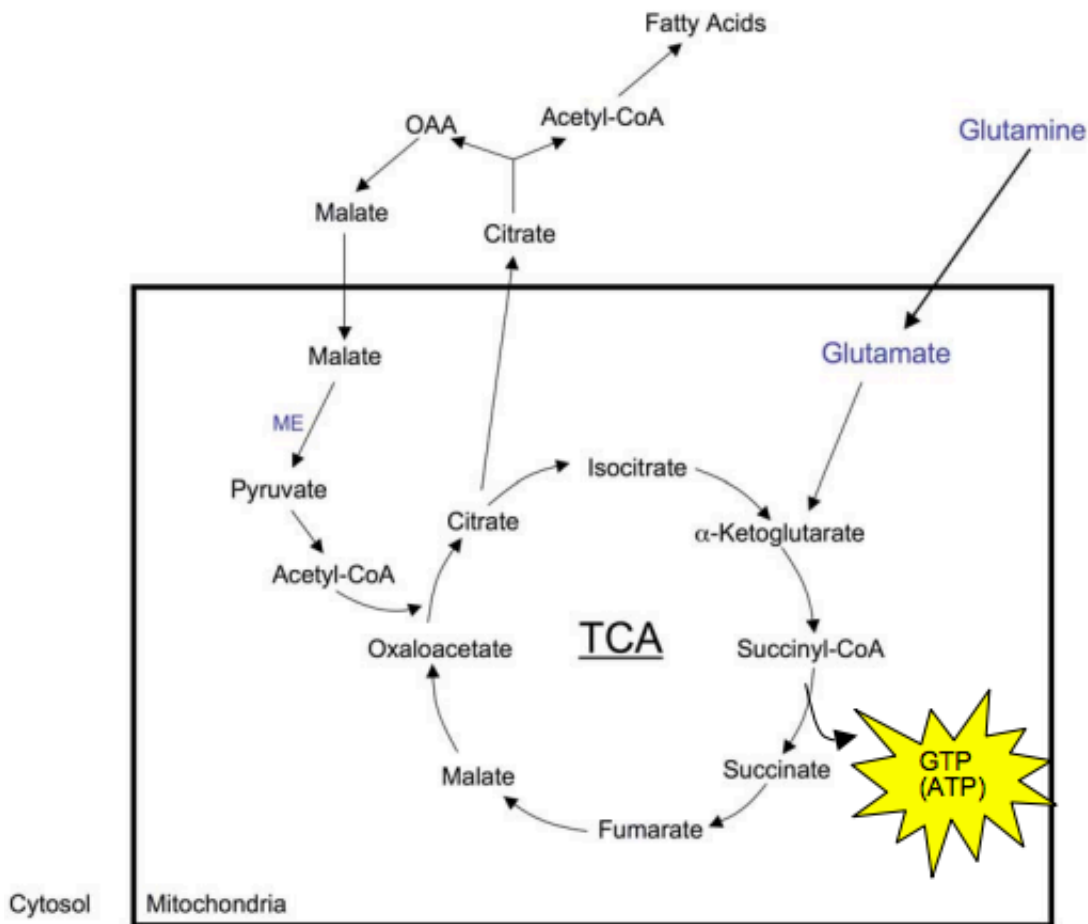 Fatty Acids
OAA
Acetyl-CoA
Glutamine
Malate
Citrate
Malate
Glutamate
ME
Pyruvate
Isocitrate
Citrate
α-Ketoglutarate
Acetyl-CoA
Oxaloacetate
TCA
Succinyl-CoA
GTP
(ATP)
Malate
Succinate
Fumarate
Cytosol
Mitochondria